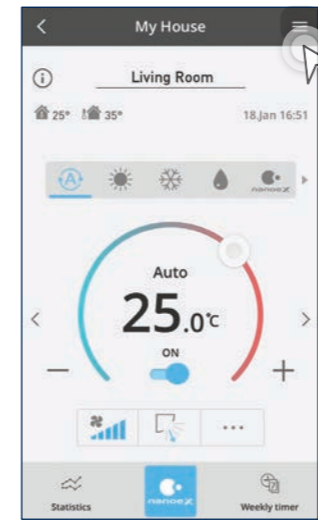 My House
Living Room
25° 35° 18.Jan 16:51
A nanoeX
Auto
25.0℃
ON
nanoeX
Statistics Weekly timer